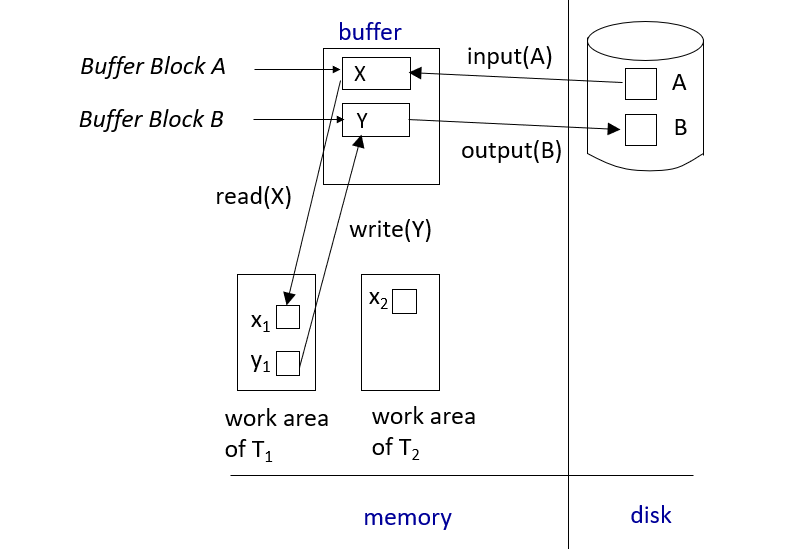 buffer
Buffer Block A
X
input(A)
A
Buffer Block B
Y
B
output(B)
read(X)
write(Y)
x₁
x₂
y₁
work area
of T₁
work area
of T₂
memory
disk